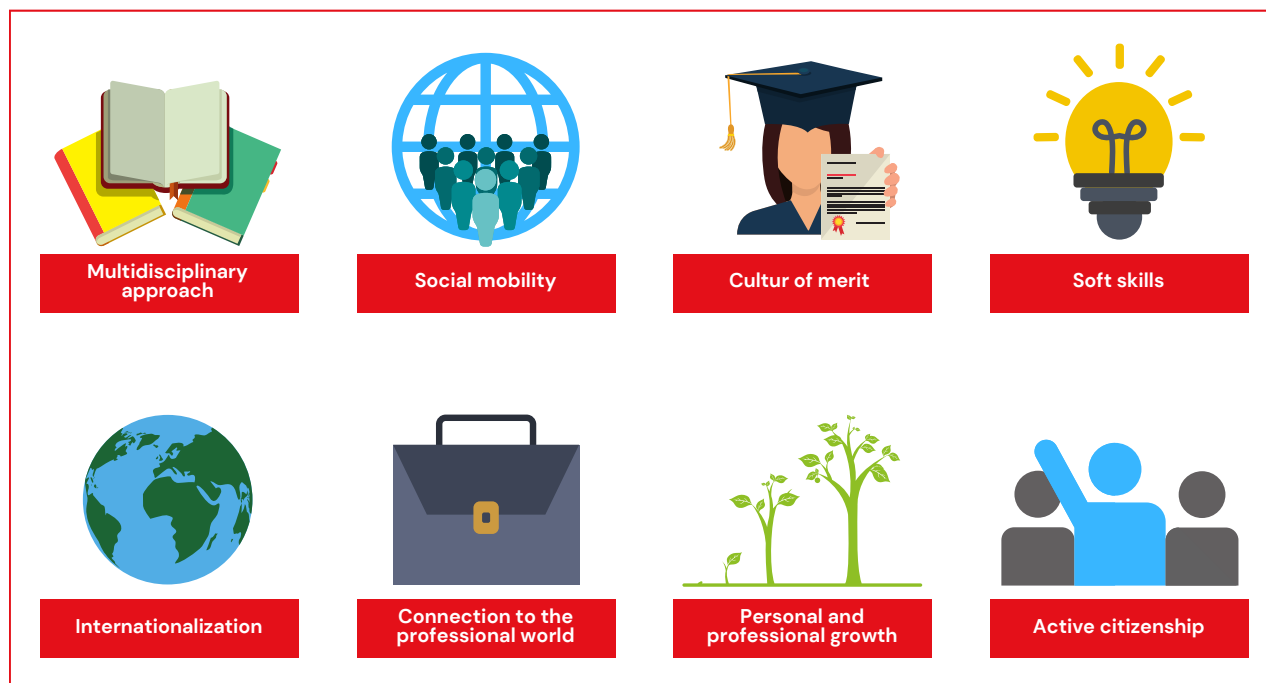 Multidisciplinary
approach
Social mobility
Cultur of merit
Soft skills
Internationalization
Connection to the
professional world
Personal and
professional growth
Active citizenship